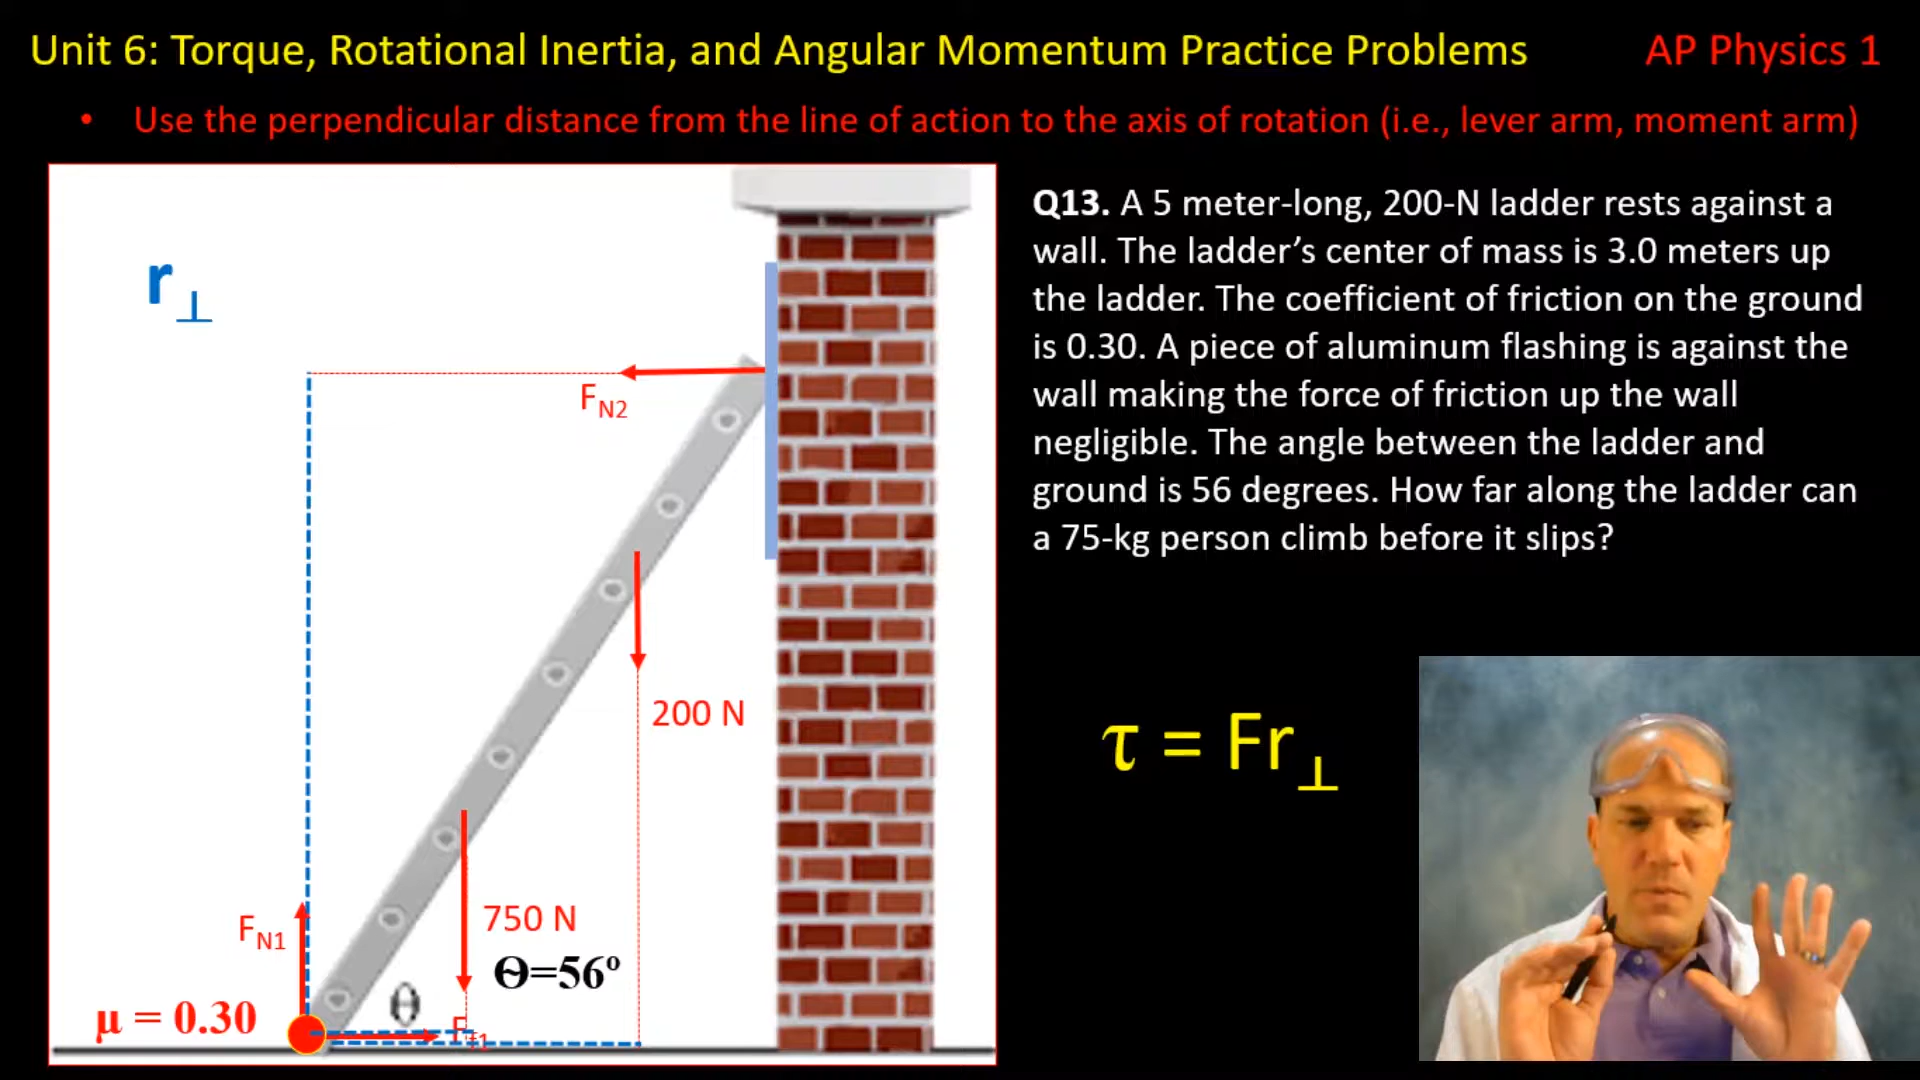 Unit 6: Torque, Rotational Inertia, and Angular Momentum Practice Problems
AP Physics 1
• Use the perpendicular distance from the line of action to the axis of rotation (i.e., lever arm, moment arm)
r⊥
Q13. A 5 meter-long, 200-N ladder rests against a
wall. The ladder’s center of mass is 3.0 meters up
the ladder. The coefficient of friction on the ground
is 0.30. A piece of aluminum flashing is against the
wall making the force of friction up the wall
negligible. The angle between the ladder and
ground is 56 degrees. How far along the ladder can
a 75-kg person climb before it slips?
FN2
200 N
τ = Fr⊥
FN1
750 N
Θ=56º
θ
μ = 0.30
Ff1